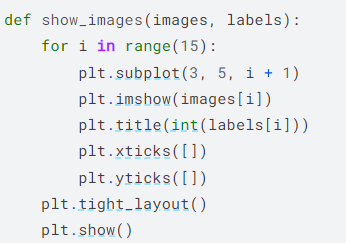 def show_images(images, labels):
    for i in range(15):
        plt.subplot(3, 5, i + 1)
        plt.imshow(images[i])
        plt.title(int(labels[i]))
        plt.xticks([])
        plt.yticks([])
    plt.tight_layout()
    plt.show()